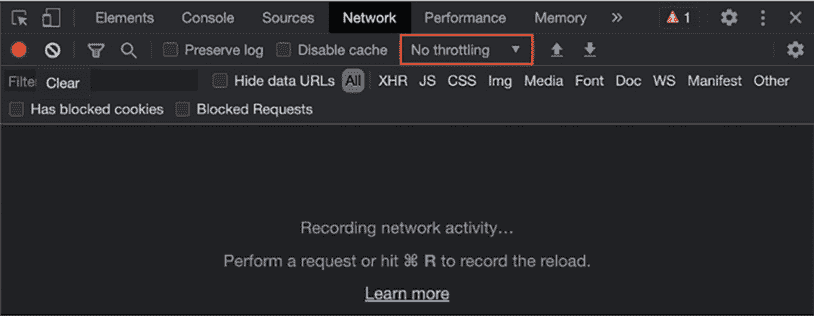 Elements Console Sources Network Performance Memory » 1
Preserve log Disable cache No throttling ▼
Filter Clear Hide data URLs All XHR JS CSS Img Media Font Doc WS Manifest Other
Has blocked cookies Blocked Requests
Recording network activity…
Perform a request or hit ⌘ R to record the reload.
Learn more